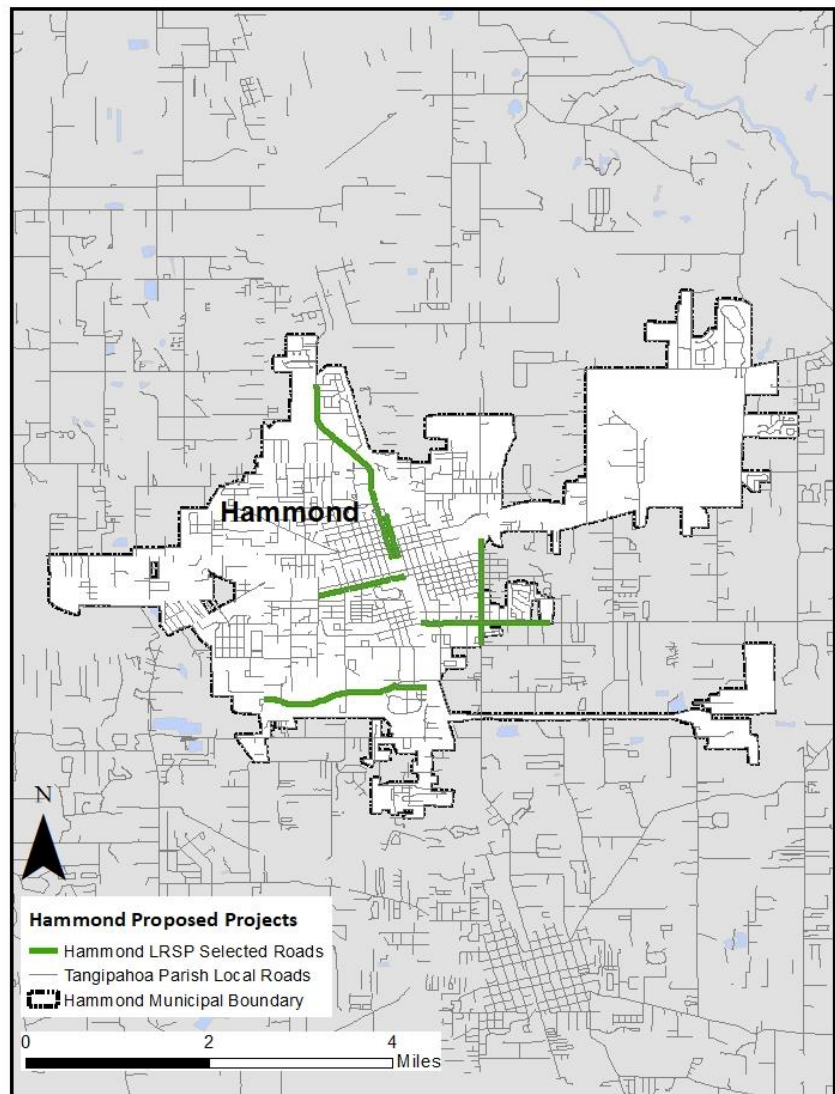 Hammond
N
Hammond Proposed Projects
Hammond LRSP Selected Roads
Tangipahoa Parish Local Roads
Hammond Municipal Boundary
0 2 4
Miles